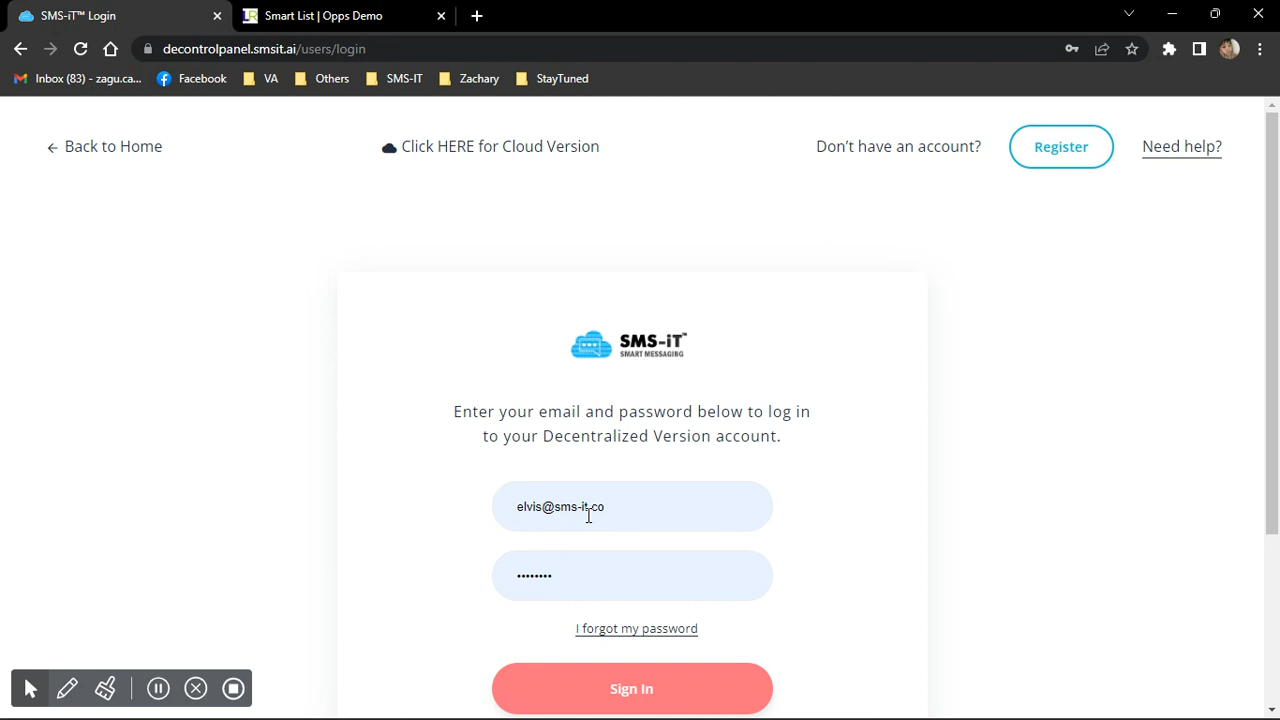 SMS-iT™ Login
Smart List | Opps Demo
decontrolpanel.smsit.ai/users/login
Inbox (83) - zagu.ca...
Facebook
VA
Others
SMS-IT
Zachary
StayTuned
← Back to Home
Click HERE for Cloud Version
Don't have an account?
Register
Need help?
SMS-iT™
SMART MESSAGING
Enter your email and password below to log in
to your Decentralized Version account.
elvis@sms-it.co
••••••••
I forgot my password
Sign In